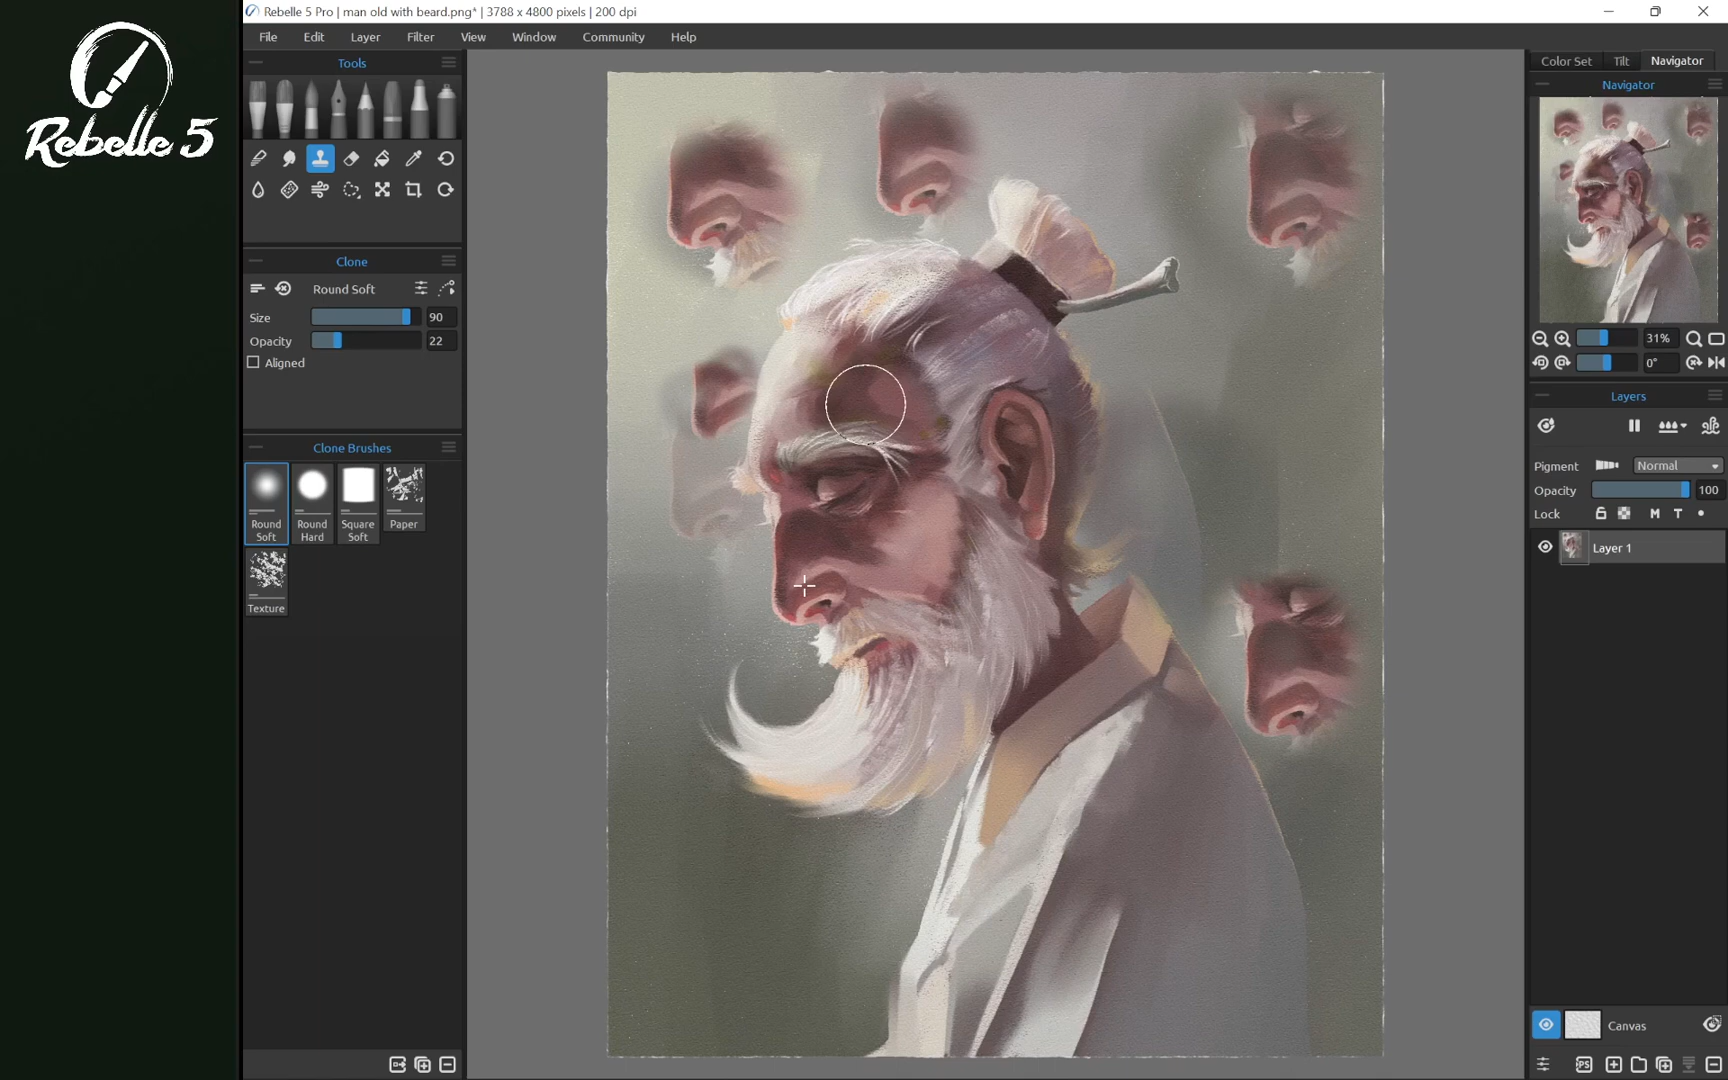 Rebelle 5
Rebelle 5 Pro | man old with beard.png* | 3788 x 4800 pixels | 200 dpi
File Edit Layer Filter View Window Community Help
Tools
Clone
Round Soft
Size 90
Opacity 22
Aligned
Clone Brushes
Round Soft
Round Hard
Square Soft
Paper
Texture
Color Set Tilt Navigator
Navigator
31%
0°
Layers
Pigment Normal
Opacity 100
Lock M T
Layer 1
Canvas
PS